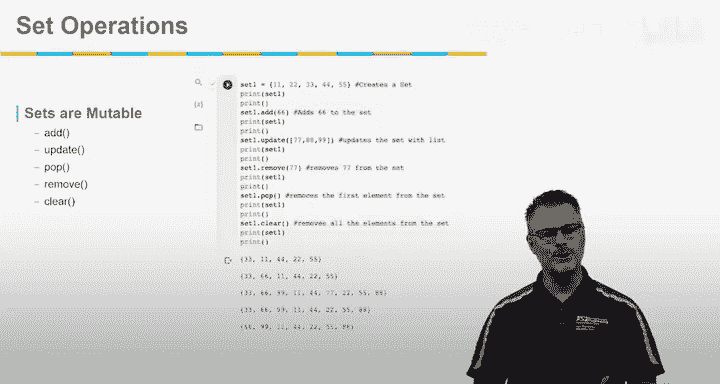 Set Operations
Sets are Mutable
– add()
– update()
– pop()
– remove()
– clear()
set1 = {11, 22, 33, 44, 55} #Creates a Set
print(set1)
print()
set1.add(66) #Adds 66 to the set
print(set1)
print()
set1.update([77,88,99]) #updates the set with list
print(set1)
print()
set1.remove(77) #removes 77 from the set
print(set1)
print()
set1.pop() #removes the first element from the set
print(set1)
print()
set1.clear() #removes all the elements from the set
print(set1)
print()
{33, 11, 44, 22, 55}
{33, 66, 11, 44, 22, 55}
{33, 66, 99, 11, 44, 77, 22, 55, 88}
{33, 66, 99, 11, 44, 22, 55, 88}
{66, 99, 11, 44, 22, 55, 88}